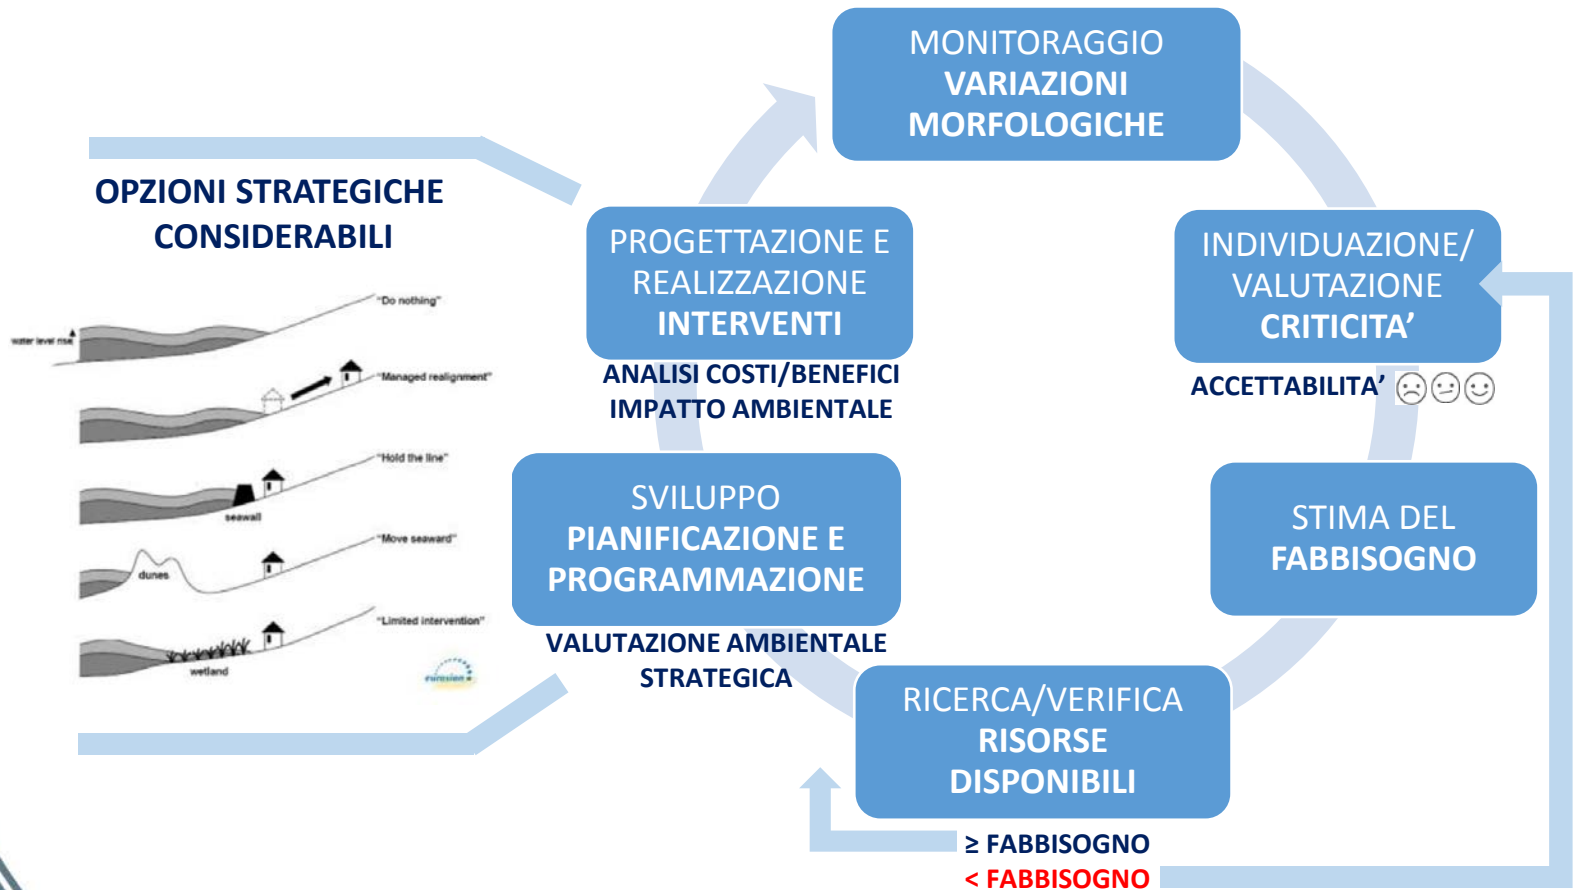 MONITORAGGIO
VARIAZIONI
MORFOLOGICHE
OPZIONI STRATEGICHE
CONSIDERABILI
"Do nothing"
water level rise
"Managed realignment"
"Hold the line"
seawall
"Move seaward"
dunes
"Limited intervention"
wetland
eurosion
PROGETTAZIONE E
REALIZZAZIONE
INTERVENTI
ANALISI COSTI/BENEFICI
IMPATTO AMBIENTALE
INDIVIDUAZIONE/
VALUTAZIONE
CRITICITA’
ACCETTABILITA’
SVILUPPO
PIANIFICAZIONE E
PROGRAMMAZIONE
VALUTAZIONE AMBIENTALE
STRATEGICA
STIMA DEL
FABBISOGNO
RICERCA/VERIFICA
RISORSE
DISPONIBILI
≥ FABBISOGNO
< FABBISOGNO